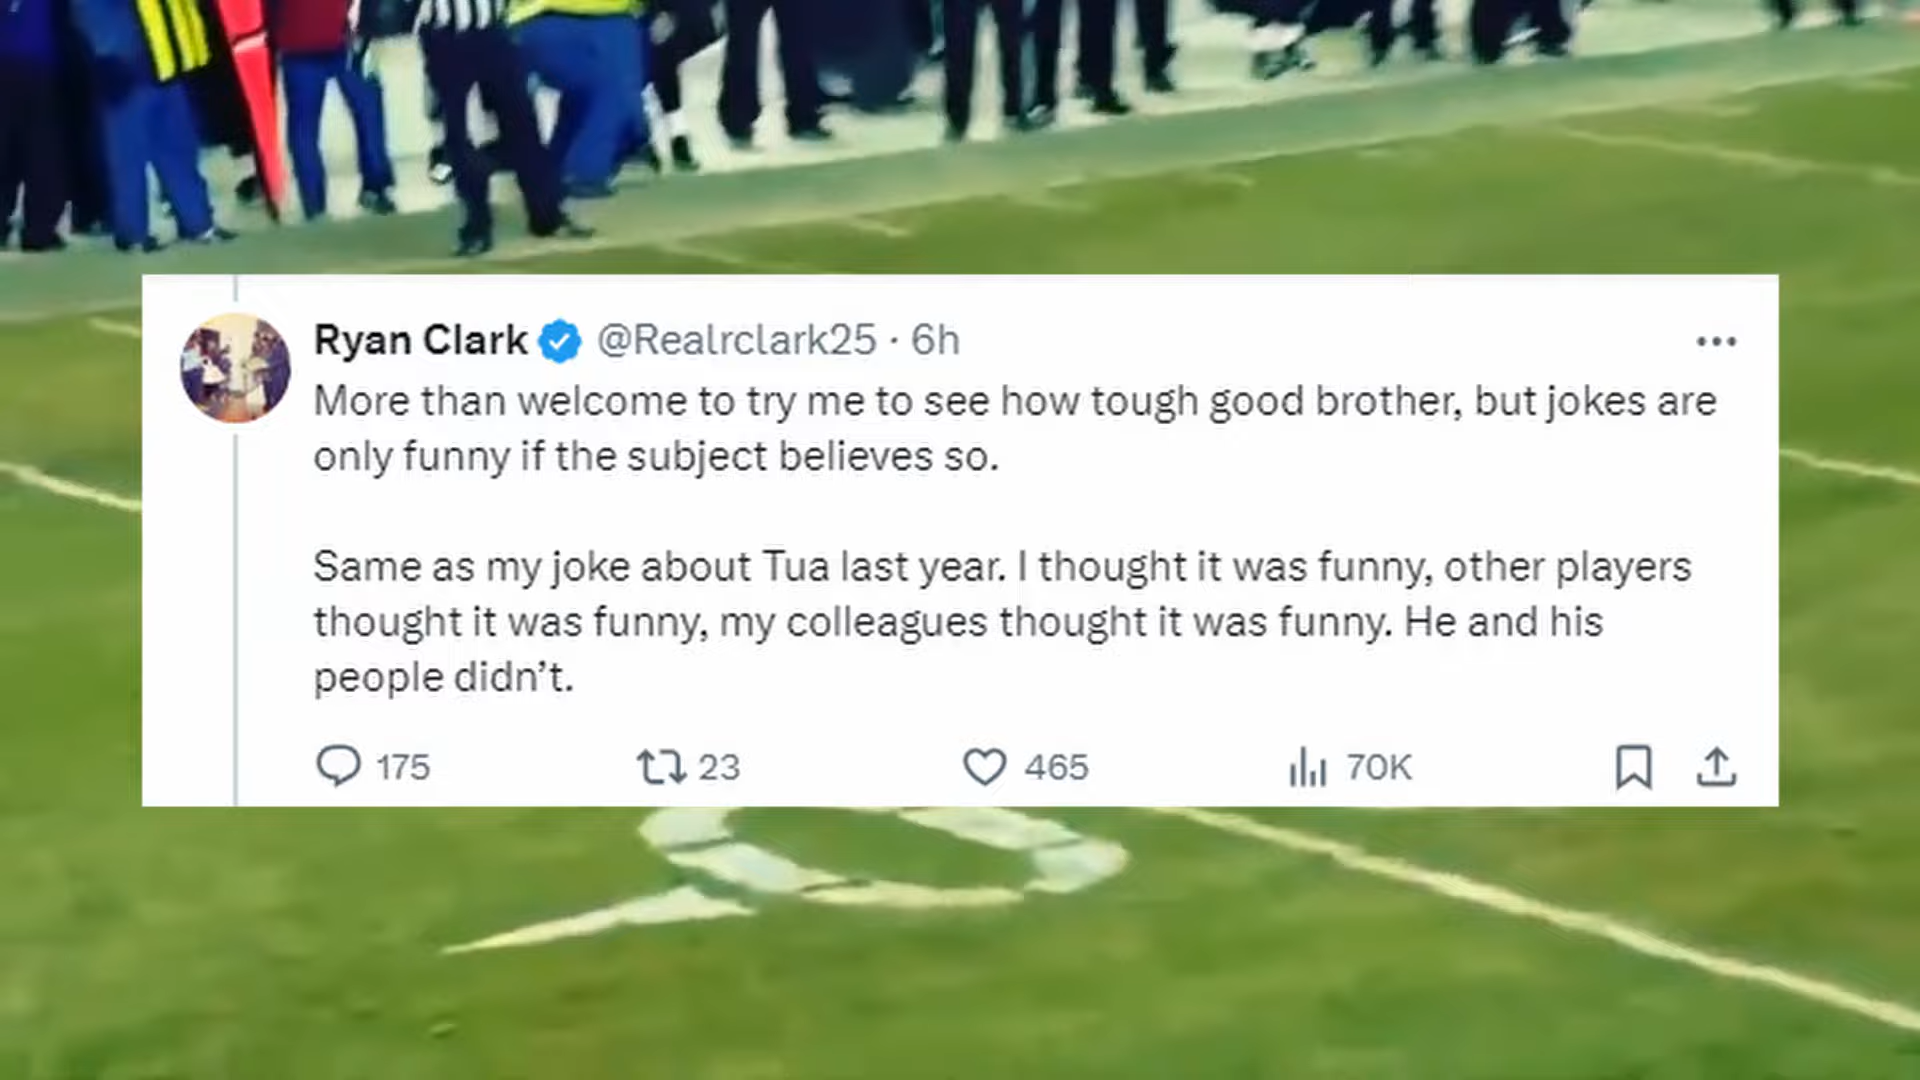 Ryan Clark @Realrclark25 · 6h
More than welcome to try me to see how tough good brother, but jokes are
only funny if the subject believes so.
Same as my joke about Tua last year. I thought it was funny, other players
thought it was funny, my colleagues thought it was funny. He and his
people didn’t.
175 23 465 70K